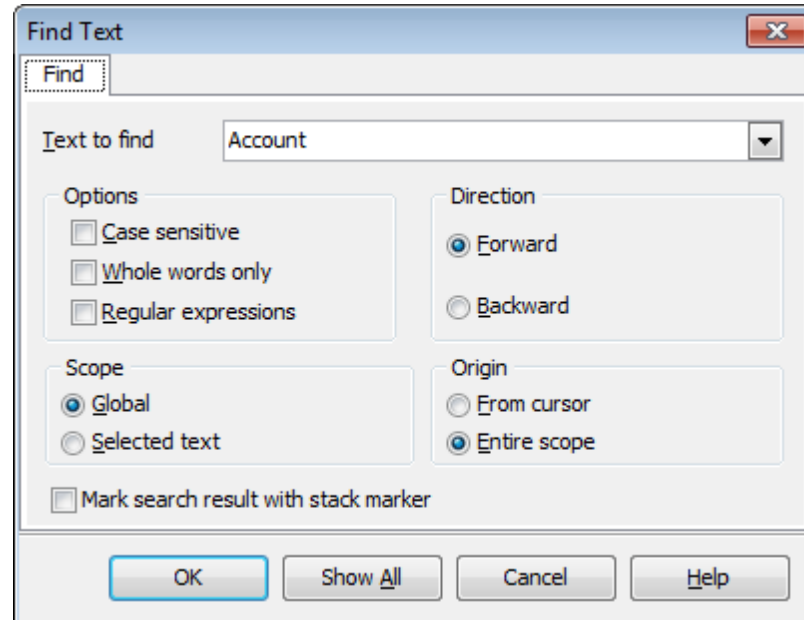 Find Text
Find
Text to find
Account
Options
Case sensitive
Whole words only
Regular expressions
Direction
Forward
Backward
Scope
Global
Selected text
Origin
From cursor
Entire scope
Mark search result with stack marker
OK
Show All
Cancel
Help